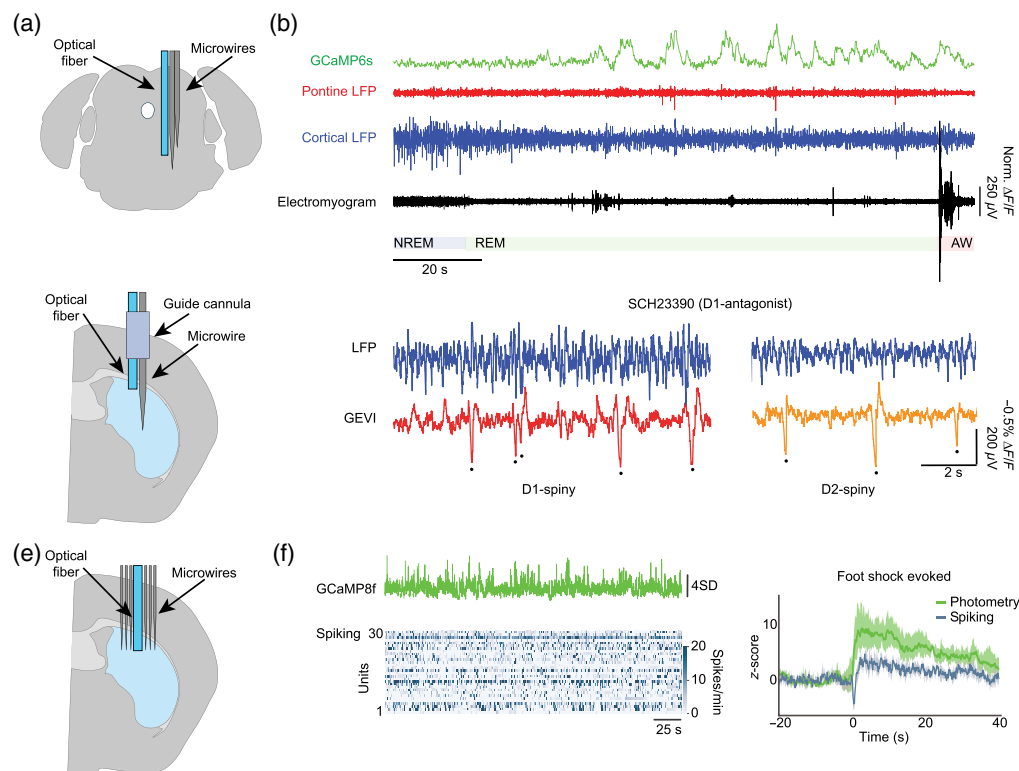 (a)
Optical
fiber
Microwires
(b)
GCaMP6s
Pontine LFP
Cortical LFP
Electromyogram
Norm. ΔF/F
250 μV
NREM
REM
AW
20 s
Optical
fiber
Guide cannula
Microwire
SCH23390 (D1-antagonist)
LFP
GEVI
−0.5% ΔF/F
200 μV
2 s
D1-spiny
D2-spiny
(e)
Optical
fiber
Microwires
(f)
GCaMP8f
4SD
Spiking
30
Units
1
20
10
0
Spikes/min
25 s
Foot shock evoked
Photometry
Spiking
z-score
10
0
−20
0
20
40
Time (s)